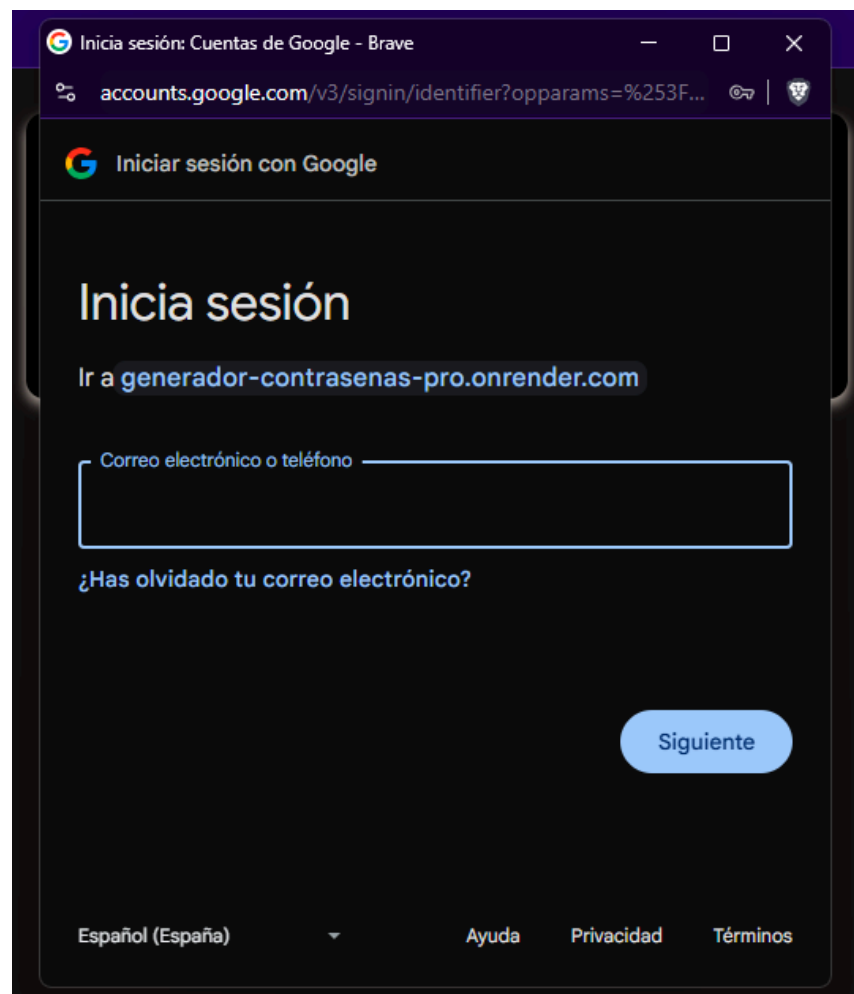 Inicia sesión: Cuentas de Google - Brave
accounts.google.com/v3/signin/identifier?opparams=%253F...
Iniciar sesión con Google
Inicia sesión
Ir a generador-contrasenas-pro.onrender.com
Correo electrónico o teléfono
¿Has olvidado tu correo electrónico?
Siguiente
Español (España) Ayuda Privacidad Términos